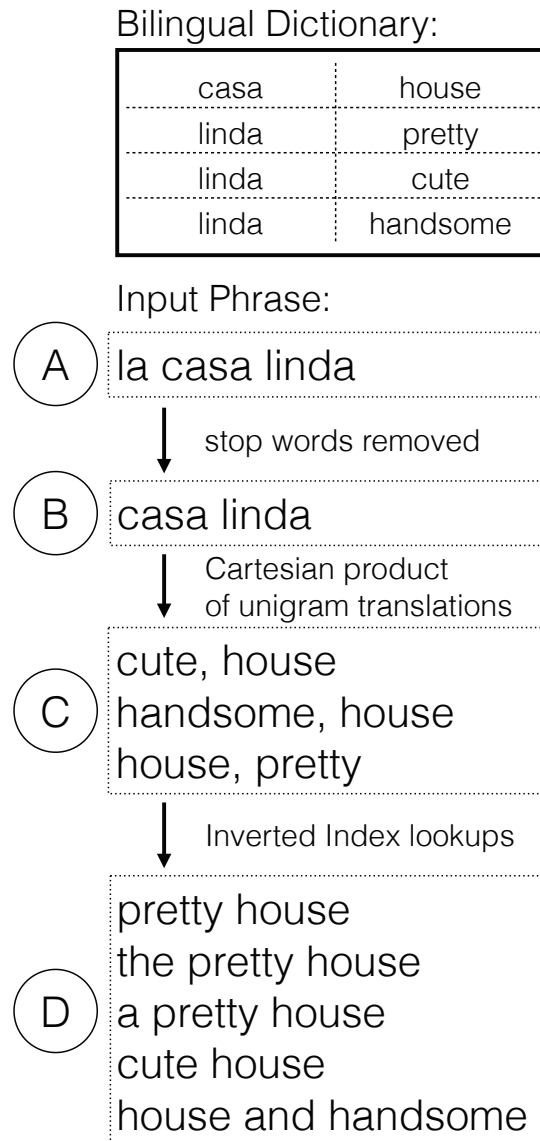 Bilingual Dictionary:
casa house
linda pretty
linda cute
linda handsome
Input Phrase:
A la casa linda
stop words removed
B casa linda
Cartesian product
of unigram translations
cute, house
C handsome, house
house, pretty
Inverted Index lookups
pretty house
the pretty house
D a pretty house
cute house
house and handsome